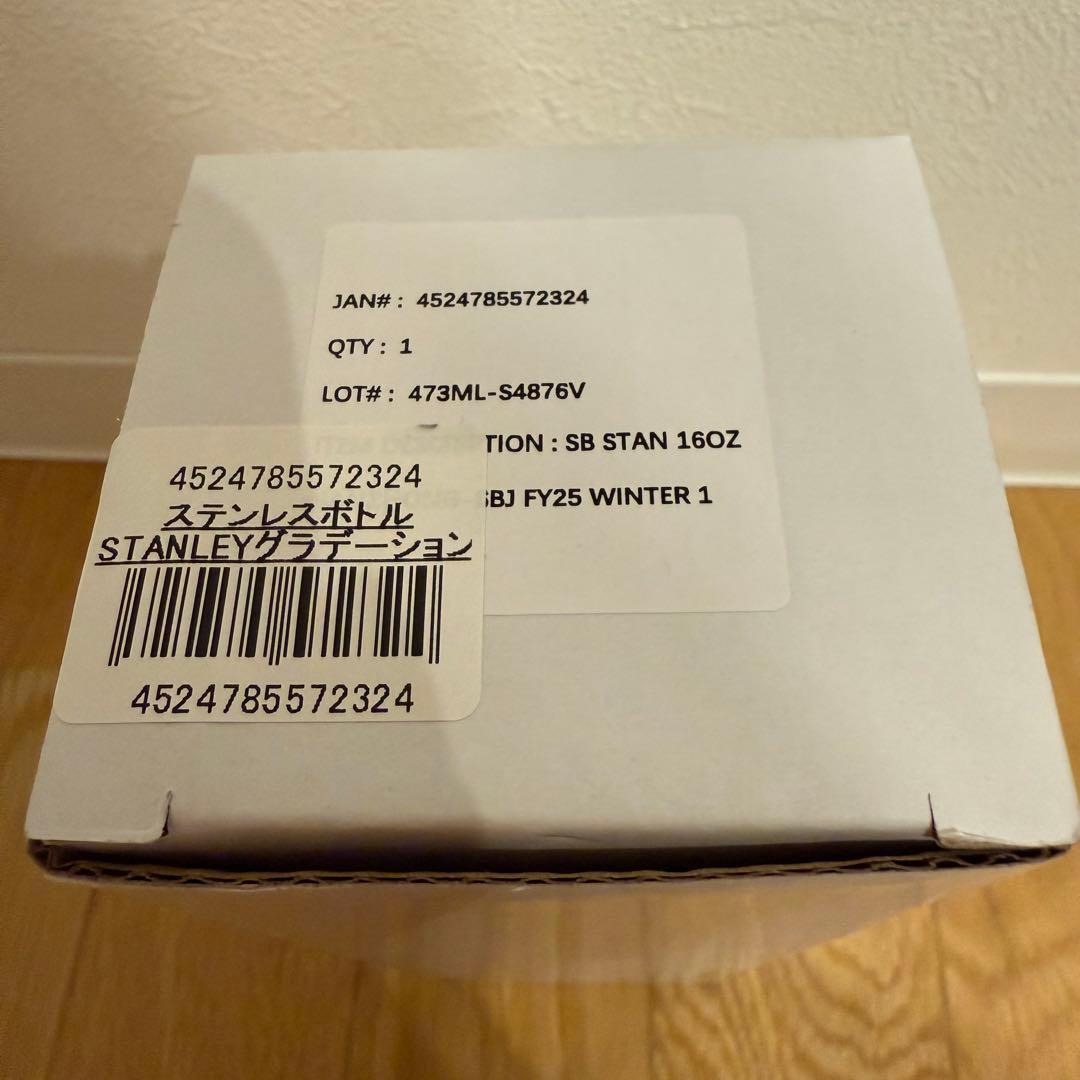 JAN# : 4524785572324
QTY : 1
LOT# : 473ML-S4876V
TION : SB STAN 16OZ
SBJ FY25 WINTER 1
4524785572324
ステンレスボトル
STANLEYグラデーション
4524785572324